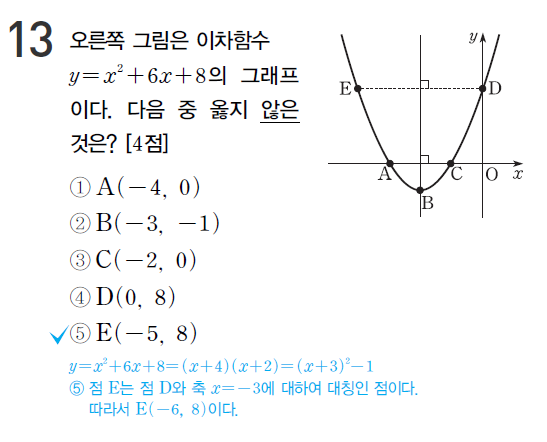 13 오른쪽 그림은 이차함수
y=x²+6x+8의 그래프
이다. 다음 중 옳지 않은
것은? [4점]
① A(−4, 0)
② B(−3, −1)
③ C(−2, 0)
④ D(0, 8)
⑤ E(−5, 8)
y=x²+6x+8=(x+4)(x+2)=(x+3)²−1
⑤ 점 E는 점 D와 축 x=−3에 대하여 대칭인 점이다.
따라서 E(−6, 8)이다.
y
E
D
A
C
O
x
B